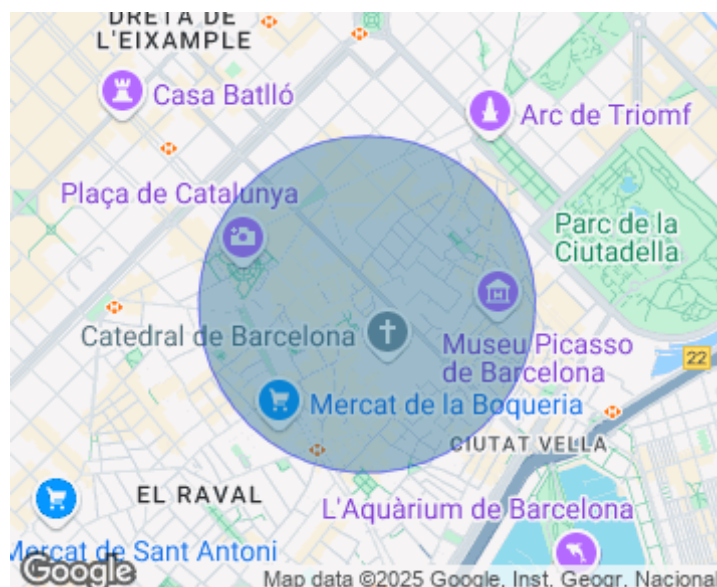 DRETA DE
L'EIXAMPLE
Casa Batlló
Arc de Triomf
Plaça de Catalunya
Parc de la
Ciutadella
Catedral de Barcelona
Museu Picasso
de Barcelona
22
Mercat de la Boqueria
CIUTAT VELLA
EL RAVAL
L'Aquàrium de Barcelona
Mercat de Sant Antoni
Google
Map data ©2025 Google, Inst. Geogr. Nacional